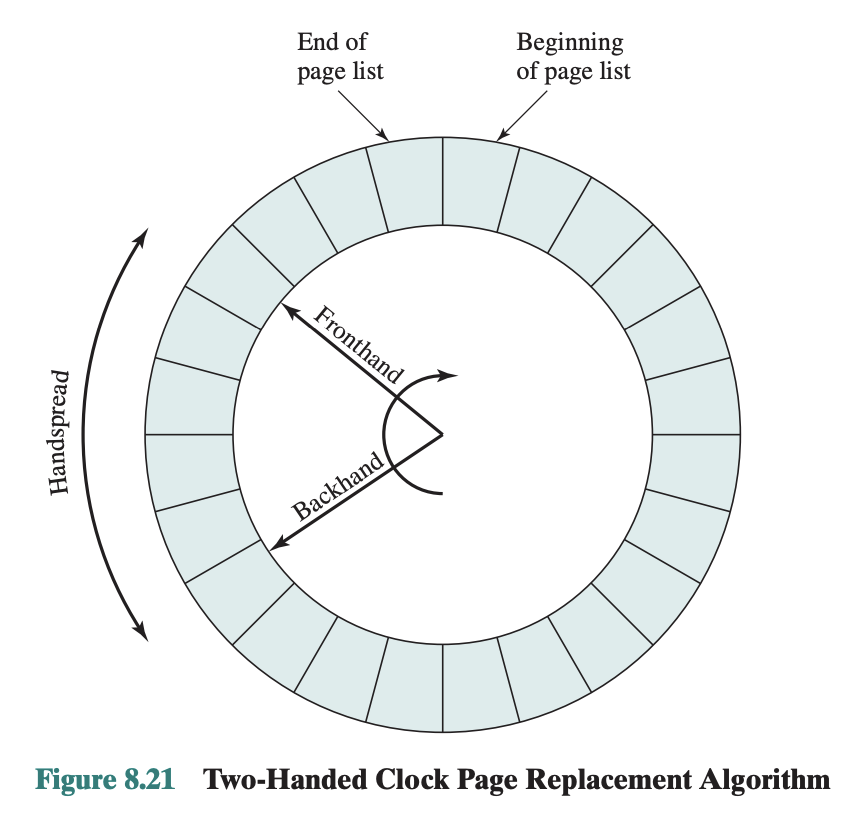 End of
page list
Beginning
of page list
Handspread
Fronthand
Backhand
Figure 8.21 Two-Handed Clock Page Replacement Algorithm